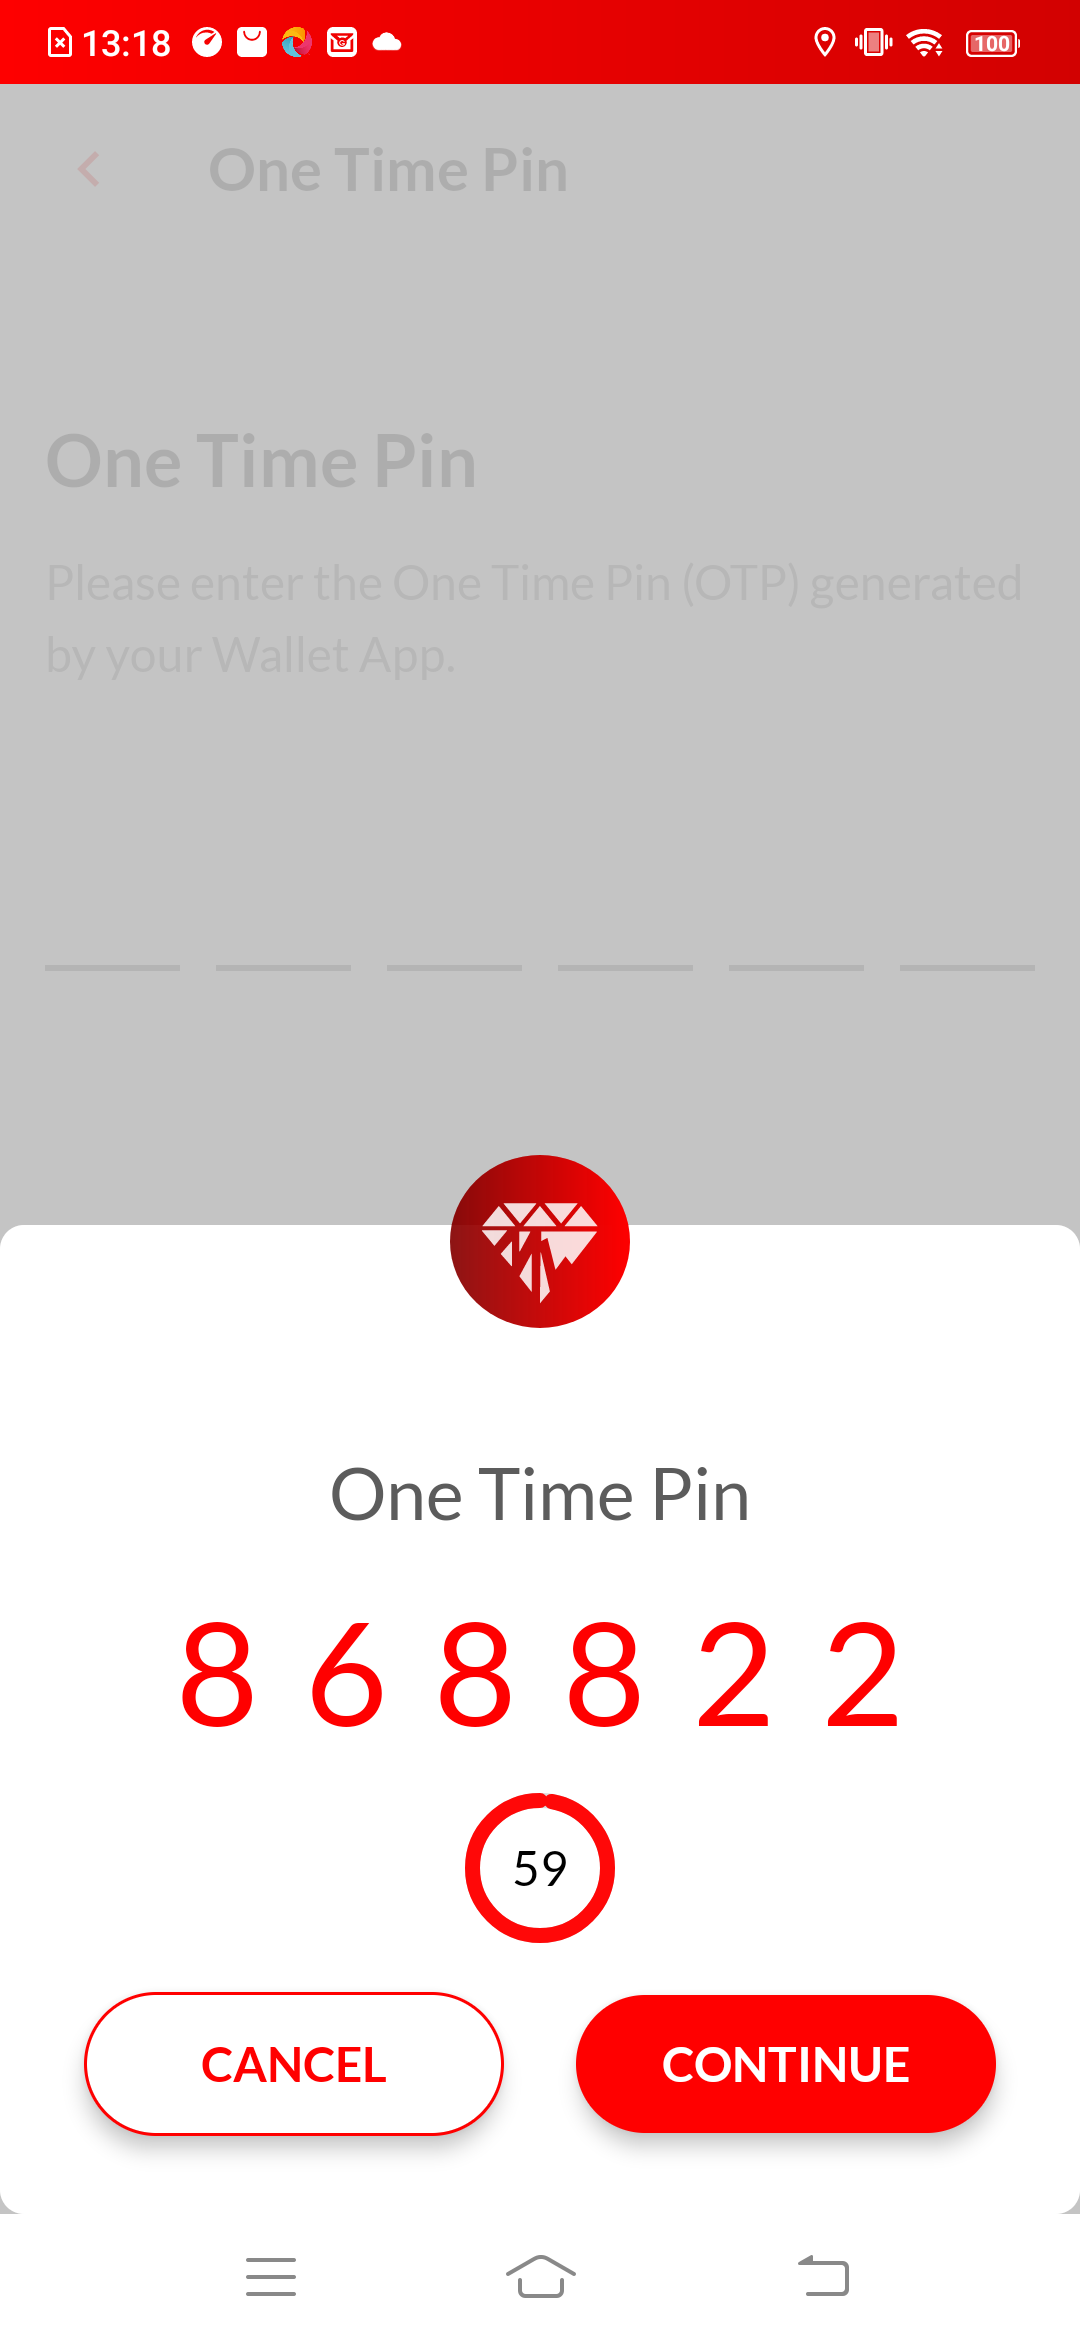 13:18
100
One Time Pin
One Time Pin
Please enter the One Time Pin (OTP) generated
by your Wallet App.
One Time Pin
8 6 8 8 2 2
59
CANCEL CONTINUE